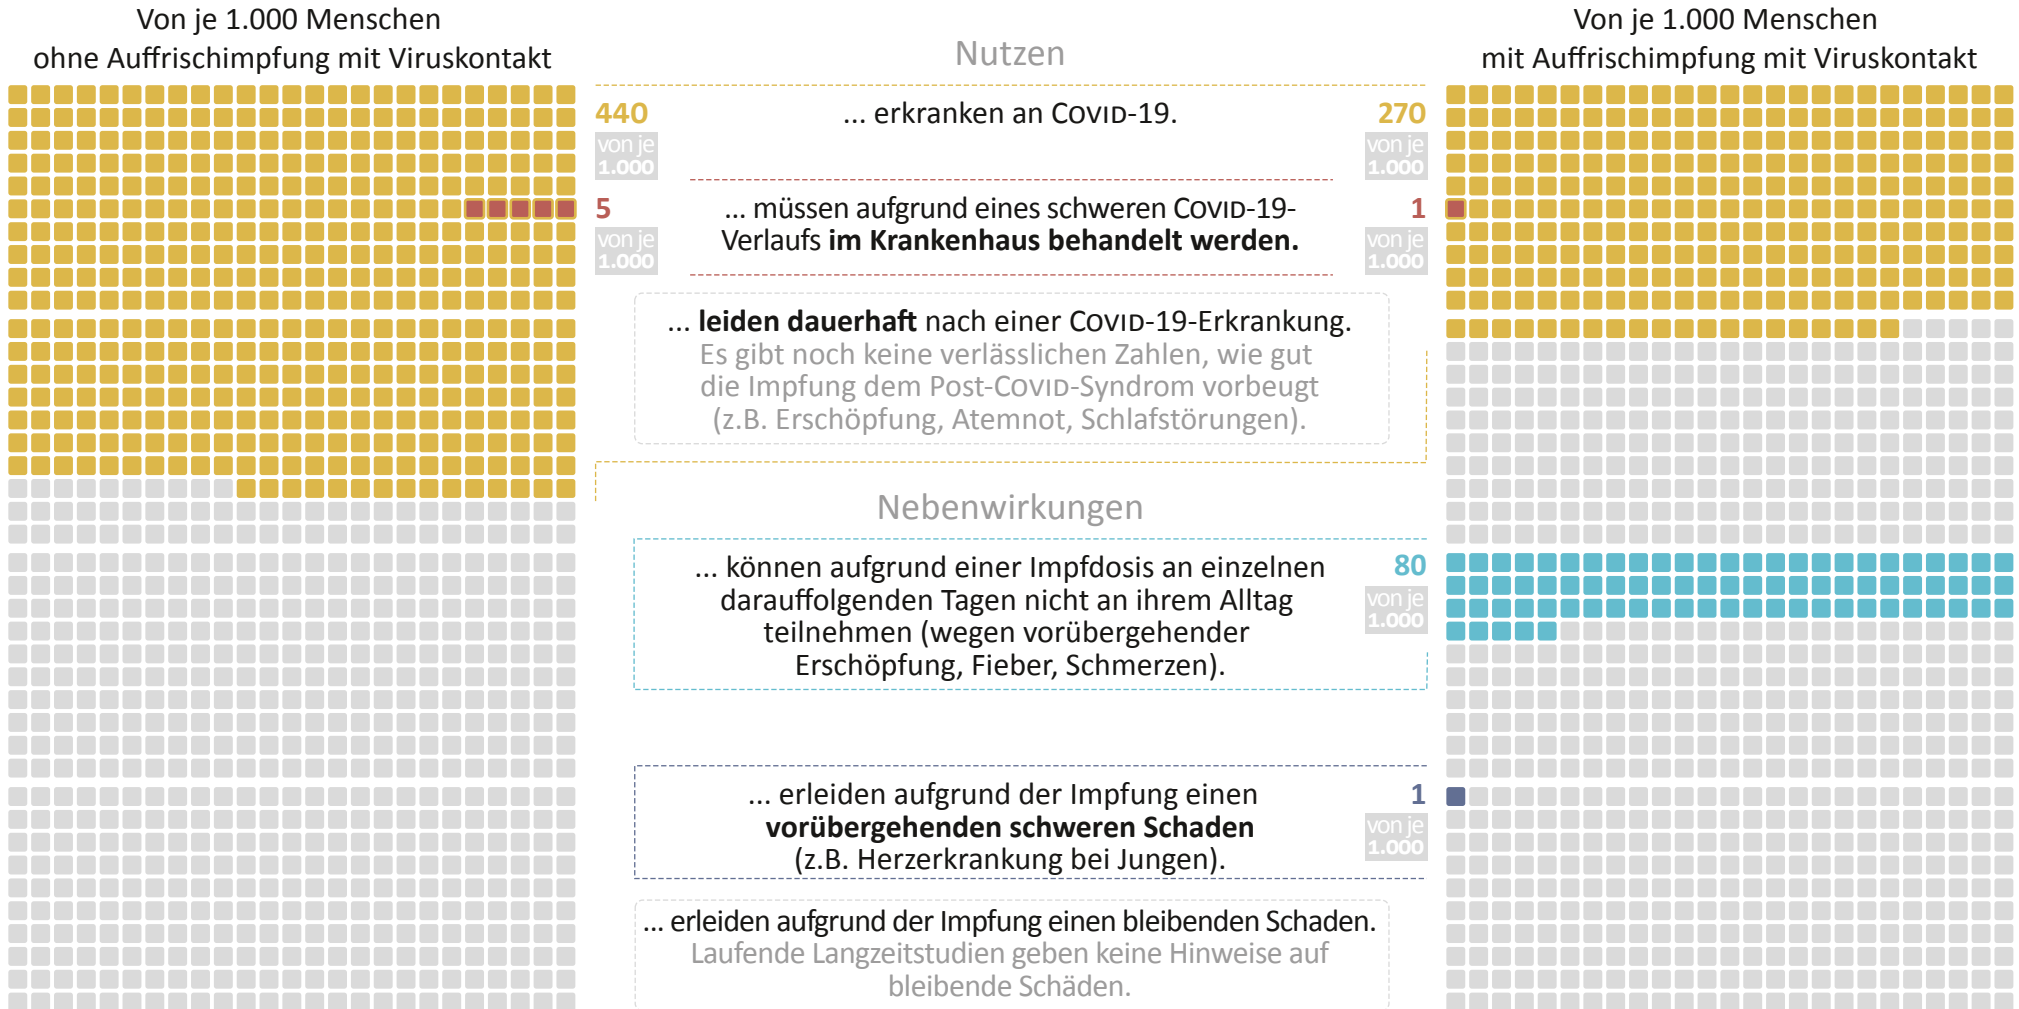 Von je 1.000 Menschen
ohne Auffrischimpfung mit Viruskontakt
Nutzen
Von je 1.000 Menschen
mit Auffrischimpfung mit Viruskontakt
440
von je
1.000
... erkranken an COVID-19.
270
von je
1.000
5
von je
1.000
... müssen aufgrund eines schweren COVID-19-
Verlaufs im Krankenhaus behandelt werden.
1
von je
1.000
... leiden dauerhaft nach einer COVID-19-Erkrankung.
Es gibt noch keine verlässlichen Zahlen, wie gut
die Impfung dem Post-COVID-Syndrom vorbeugt
(z.B. Erschöpfung, Atemnot, Schlafstörungen).
Nebenwirkungen
... können aufgrund einer Impfdosis an einzelnen
darauffolgenden Tagen nicht an ihrem Alltag
teilnehmen (wegen vorübergehender
Erschöpfung, Fieber, Schmerzen).
80
von je
1.000
... erleiden aufgrund der Impfung einen
vorübergehenden schweren Schaden
(z.B. Herzerkrankung bei Jungen).
1
von je
1.000
... erleiden aufgrund der Impfung einen bleibenden Schaden.
Laufende Langzeitstudien geben keine Hinweise auf
bleibende Schäden.